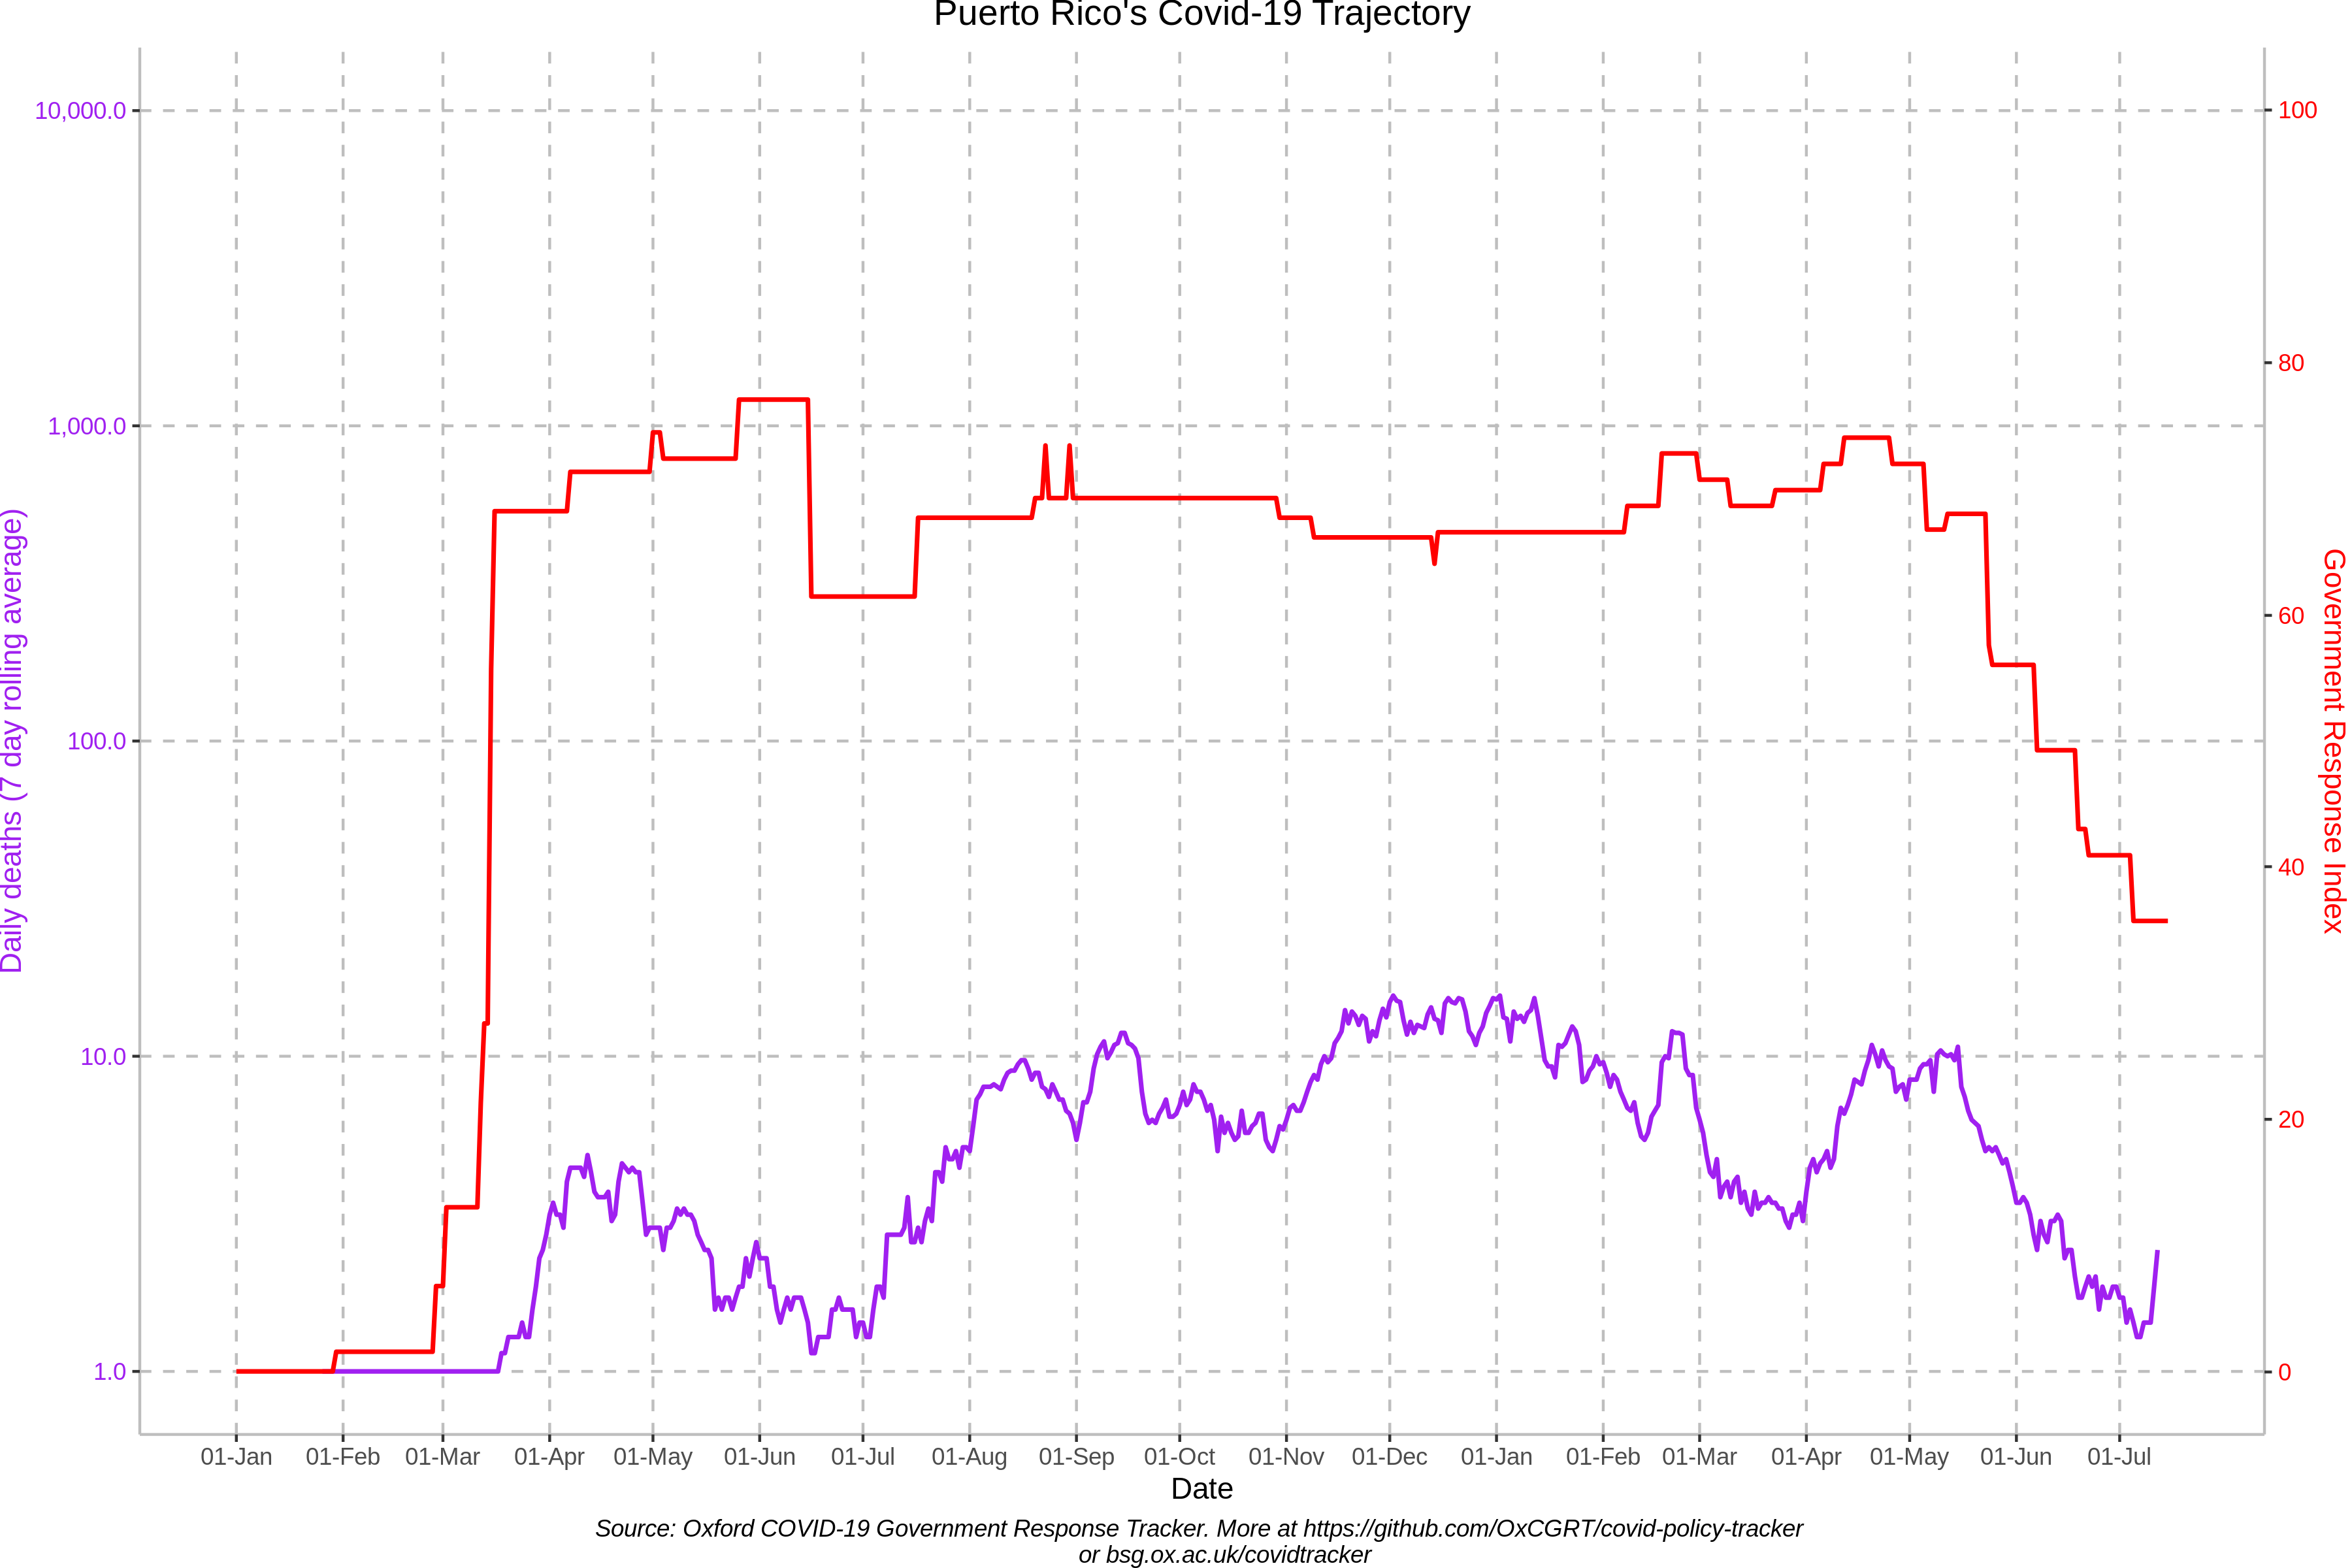 Puerto Rico's Covid-19 Trajectory
10,000.0
1,000.0
100.0
10.0
1.0
Daily deaths (7 day rolling average)
100
80
60
40
20
0
Government Response Index
01-Jan 01-Feb 01-Mar 01-Apr 01-May 01-Jun 01-Jul 01-Aug 01-Sep 01-Oct 01-Nov 01-Dec 01-Jan 01-Feb 01-Mar 01-Apr 01-May 01-Jun 01-Jul
Date
Source: Oxford COVID-19 Government Response Tracker. More at https://github.com/OxCGRT/covid-policy-tracker
or bsg.ox.ac.uk/covidtracker